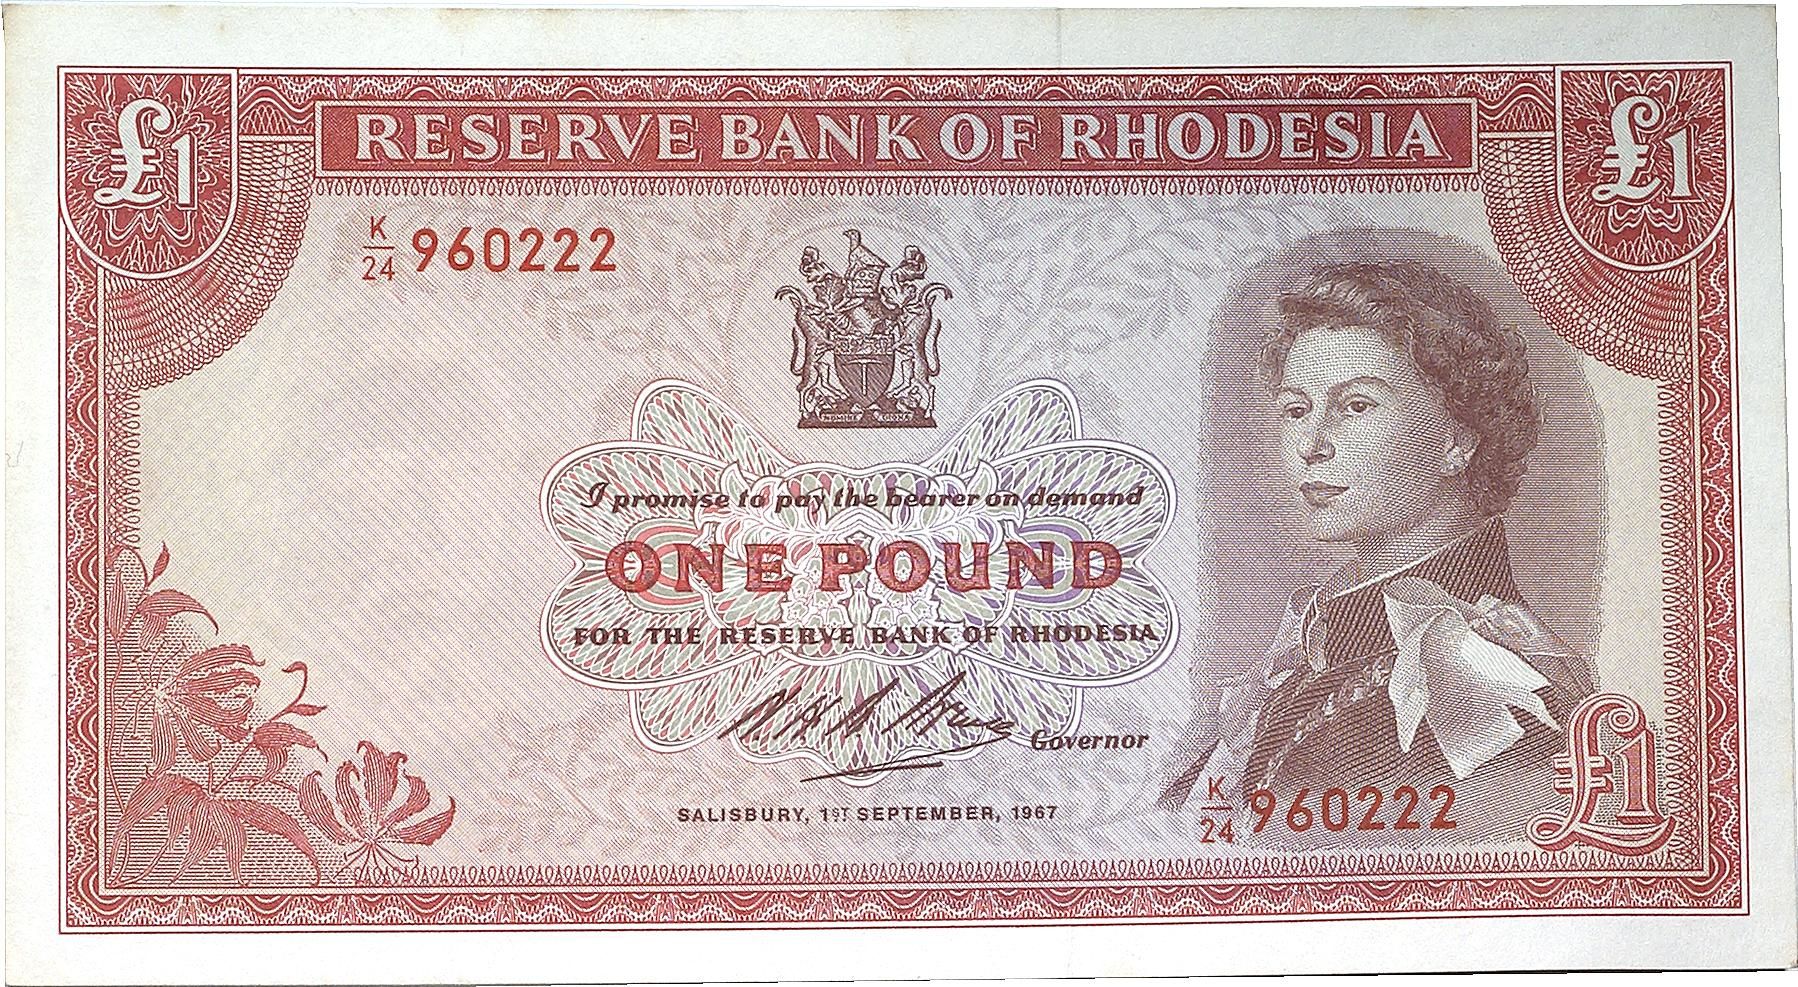 £1 RESERVE BANK OF RHODESIA £1
K/24 960222
I promise to pay the bearer on demand
ONE POUND
FOR THE RESERVE BANK OF RHODESIA
Governor
SALISBURY, 1ST SEPTEMBER, 1967
K/24 960222 £1